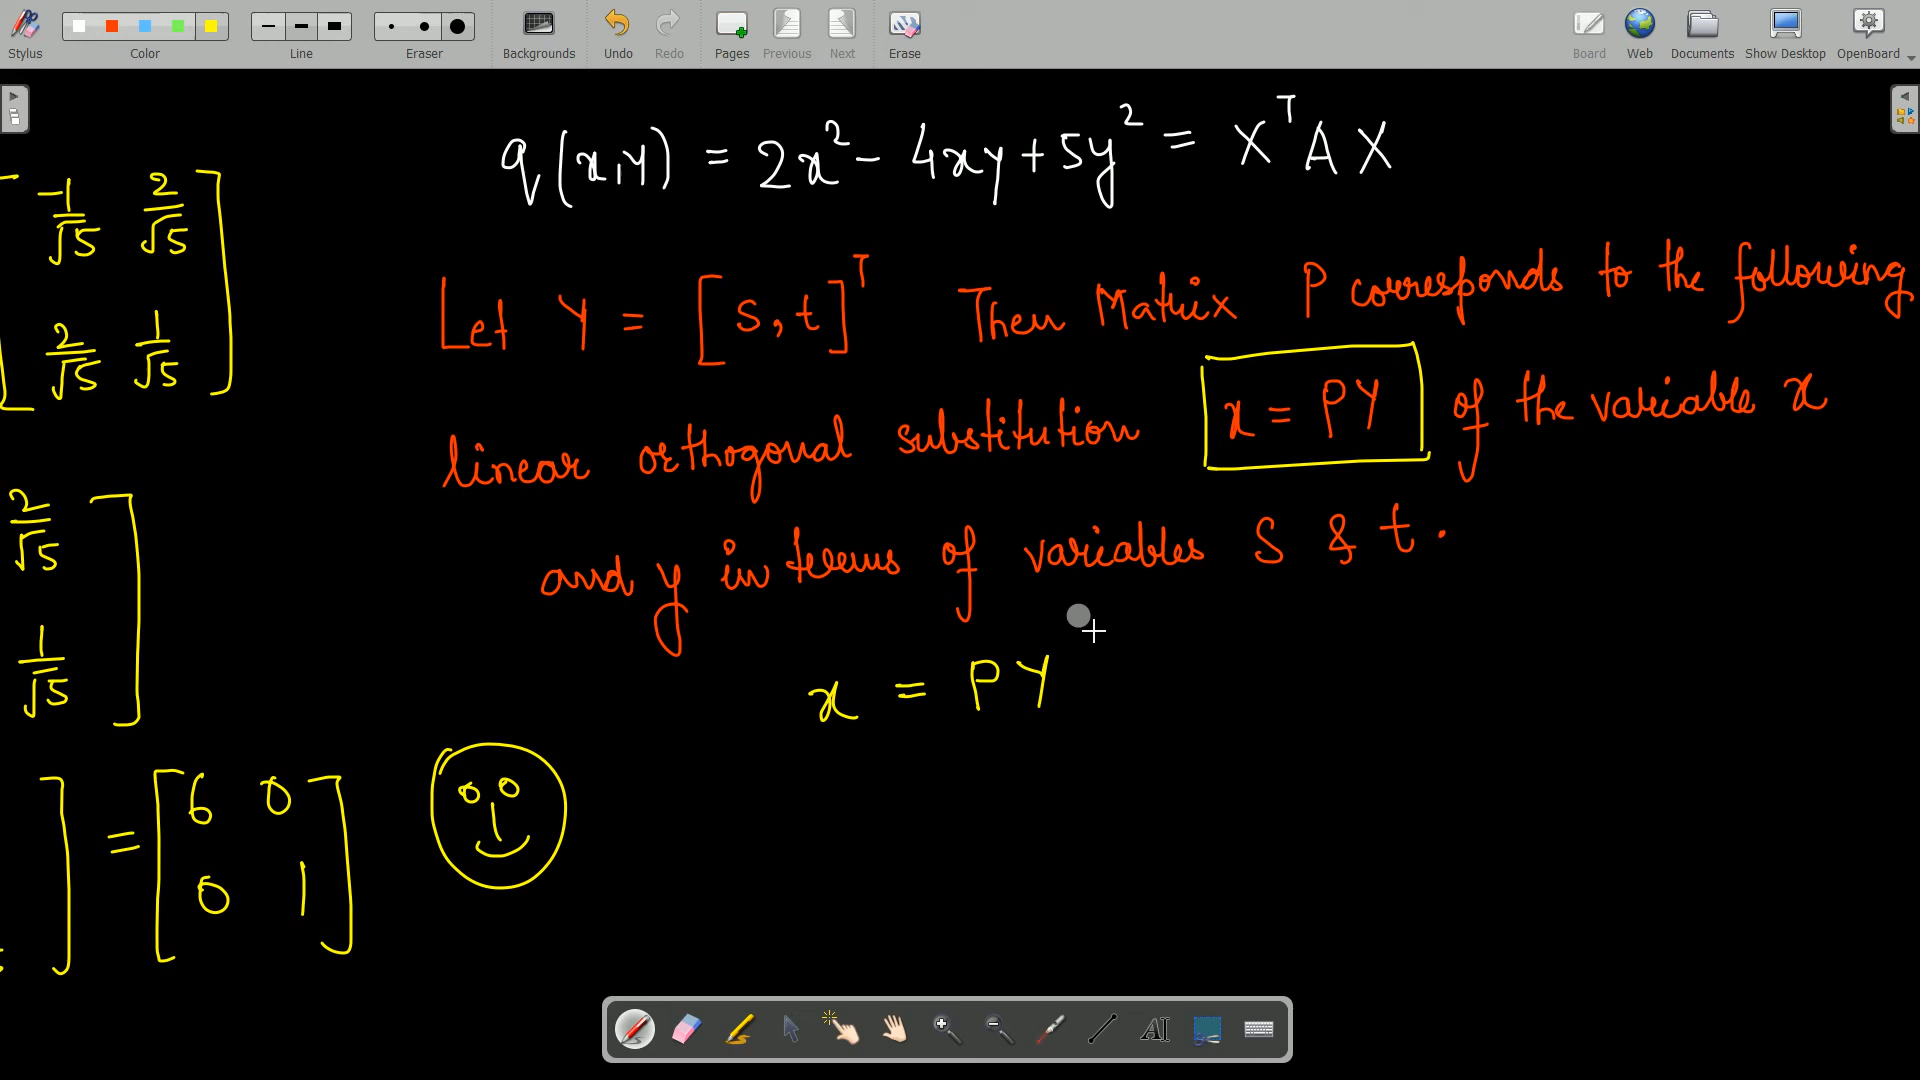 Stylus Color Line Eraser Backgrounds Undo Redo Pages Previous Next Erase Board Web Documents Show Desktop OpenBoard
q(x,y) = 2x² - 4xy + 5y² = X^T A X
Let Y = [s, t]^T Then Matrix P corresponds to the following
linear orthogonal substitution x = PY of the variable x
and y in terms of variables S & t.
x = PY
-1/√5 2/√5
2/√5 1/√5
2/√5
1/√5
] = [6 0
0 1]